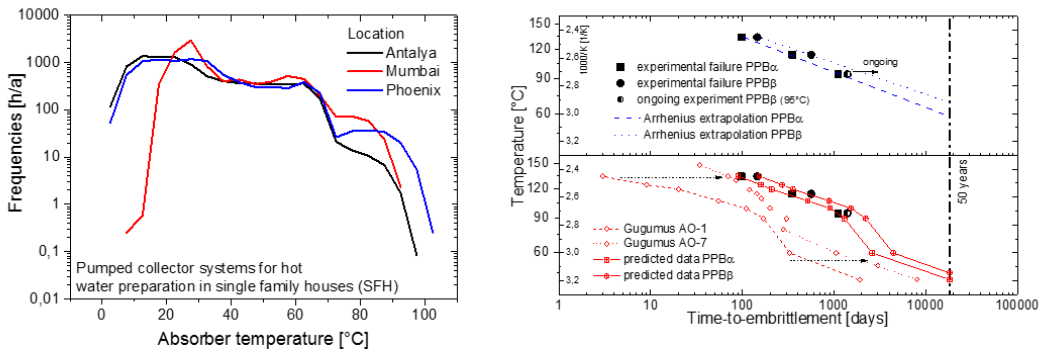 10000
1000
100
10
1
0,1
0,01
0
20
40
60
80
100
Frequencies [h/a]
Absorber temperature [°C]
Location
Antalya
Mumbai
Phoenix
Pumped collector systems for hot
water preparation in single family houses (SFH)
Temperature [°C]
150
120
90
60
1000/K [1/K]
2,4
2,6
2,8
3,0
3,2
experimental failure PPBα
experimental failure PPBβ
ongoing experiment PPBβ (95°C)
Arrhenius extrapolation PPBα
Arrhenius extrapolation PPBβ
ongoing
150
120
90
60
2,4
2,6
2,8
3,0
3,2
Gugumus AO-1
Gugumus AO-7
predicted data PPBα
predicted data PPBβ
50 years
1
10
100
1000
10000
100000
Time-to-embrittlement [days]